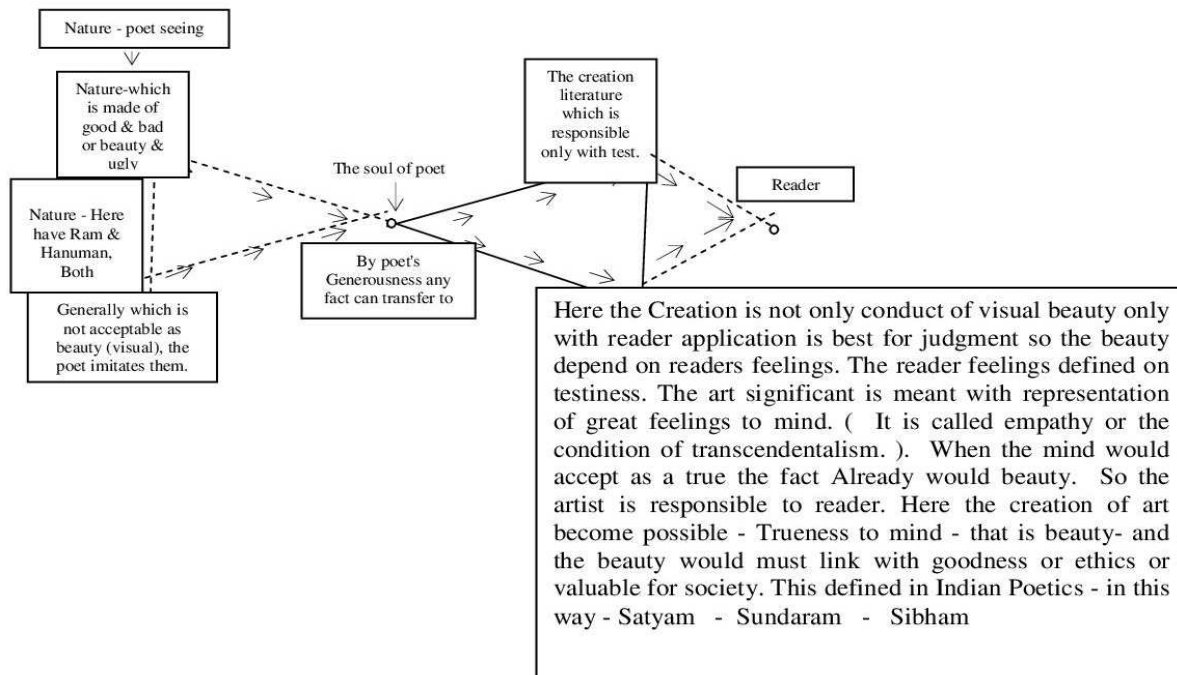 Nature - poet seeing
Nature-which
is made of
good & bad
or beauty &
ugly
Nature - Here
have Ram &
Hanuman,
Both
Generally which is
not acceptable as
beauty (visual), the
poet imitates them.
The soul of poet
By poet's
Generousness any
fact can transfer to
The creation
literature
which is
responsible
only with test.
Reader
Here the Creation is not only conduct of visual beauty only
with reader application is best for judgment so the beauty
depend on readers feelings. The reader feelings defined on
testiness. The art significant is meant with representation
of great feelings to mind. ( It is called empathy or the
condition of transcendentalism. ). When the mind would
accept as a true the fact Already would beauty. So the
artist is responsible to reader. Here the creation of art
become possible - Trueness to mind - that is beauty- and
the beauty would must link with goodness or ethics or
valuable for society. This defined in Indian Poetics - in this
way - Satyam - Sundaram - Sibham